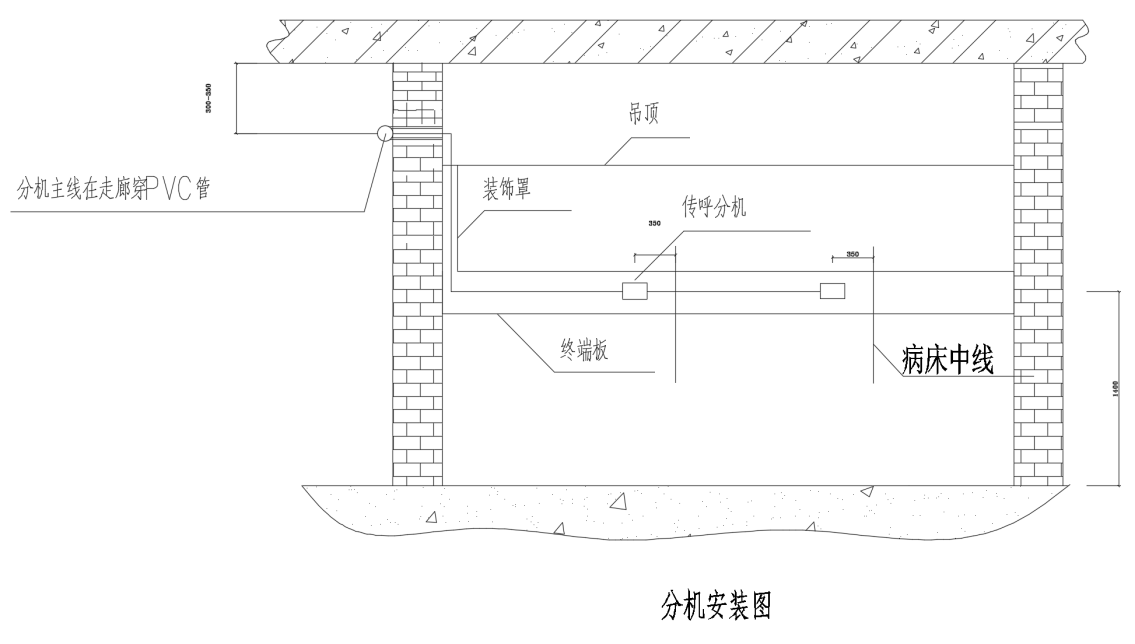 300-350
吊顶
分机主线在走廊穿PVC管
装饰罩
传呼分机
350
350
终端板
病床中线
1400
分机安装图